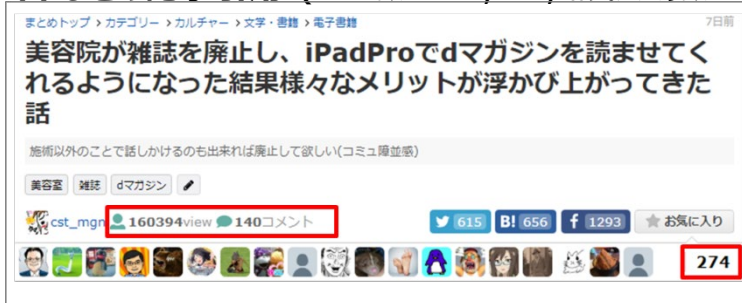 まとめトップ › カテゴリー › カルチャー › 文学・書籍 › 電子書籍 7日前
美容院が雑誌を廃止し、iPadProでdマガジンを読ませてく
れるようになった結果様々なメリットが浮かび上がってきた
話
施術以外のことで話しかけるのも出来れば廃止して欲しい(コミュ障並感)
美容室 雑誌 dマガジン
cst_mgn 160394view 140コメント 615 B! 656 f 1293 ★お気に入り
274